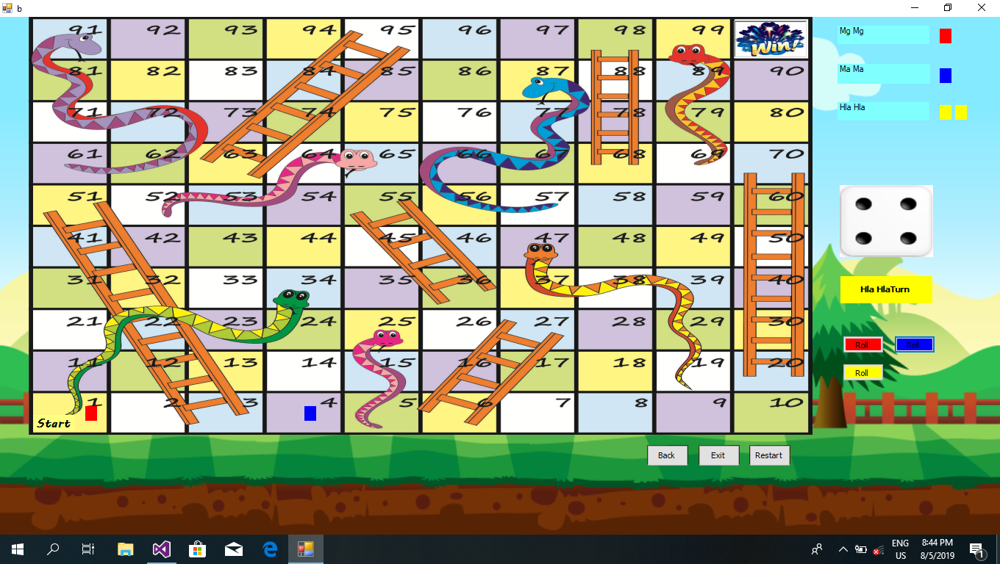 b
91 92 93 94 95 96 97 98 99 Win!
81 82 83 84 85 86 87 88 89 90
71 72 73 74 75 76 77 78 79 80
61 62 63 64 65 66 67 68 69 70
51 52 53 54 55 56 57 58 59 60
41 42 43 44 45 46 47 48 49 50
31 32 33 34 35 36 37 38 39 40
21 22 23 24 25 26 27 28 29 30
11 12 13 14 15 16 17 18 19 20
1 2 3 4 5 6 7 8 9 10
Start
Mg Mg
Ma Ma
Hla Hla
Hla HlaTurn
Roll Roll
Roll
Back Exit Restart
ENG 8:44 PM
US 8/5/2019 1